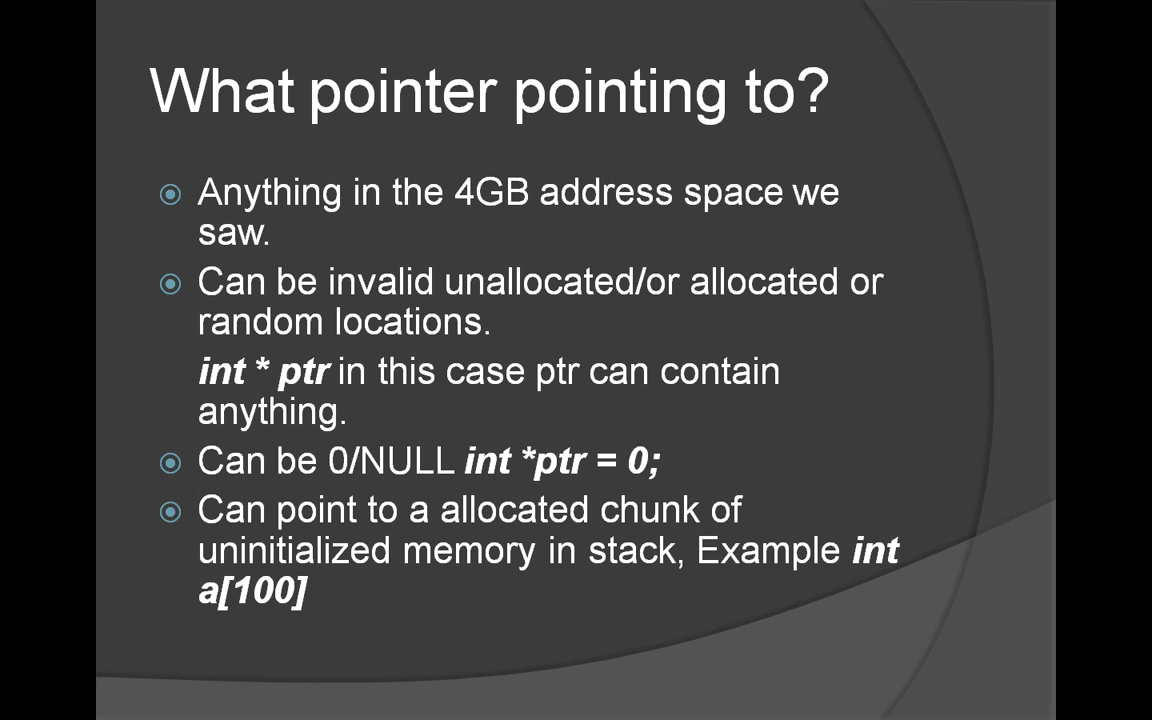 What pointer pointing to?
Anything in the 4GB address space we
saw.
Can be invalid unallocated/or allocated or
random locations.
int * ptr in this case ptr can contain
anything.
Can be 0/NULL int *ptr = 0;
Can point to a allocated chunk of
uninitialized memory in stack, Example int
a[100]